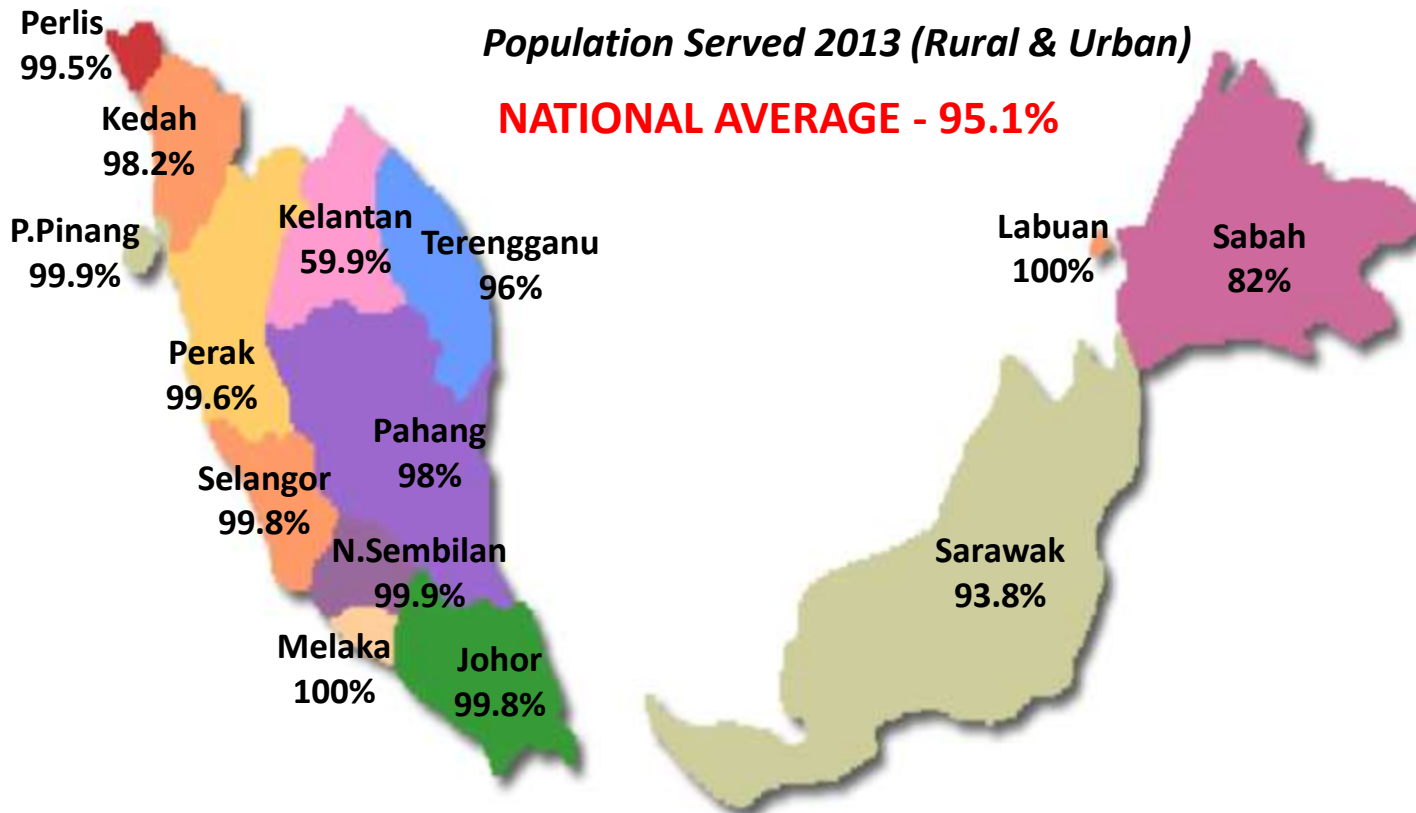 Perlis
99.5%
Population Served 2013 (Rural & Urban)
NATIONAL AVERAGE - 95.1%
Kedah
98.2%
P.Pinang
99.9%
Kelantan
59.9%
Terengganu
96%
Labuan
100%
Sabah
82%
Perak
99.6%
Pahang
98%
Selangor
99.8%
N.Sembilan
99.9%
Sarawak
93.8%
Melaka
100%
Johor
99.8%